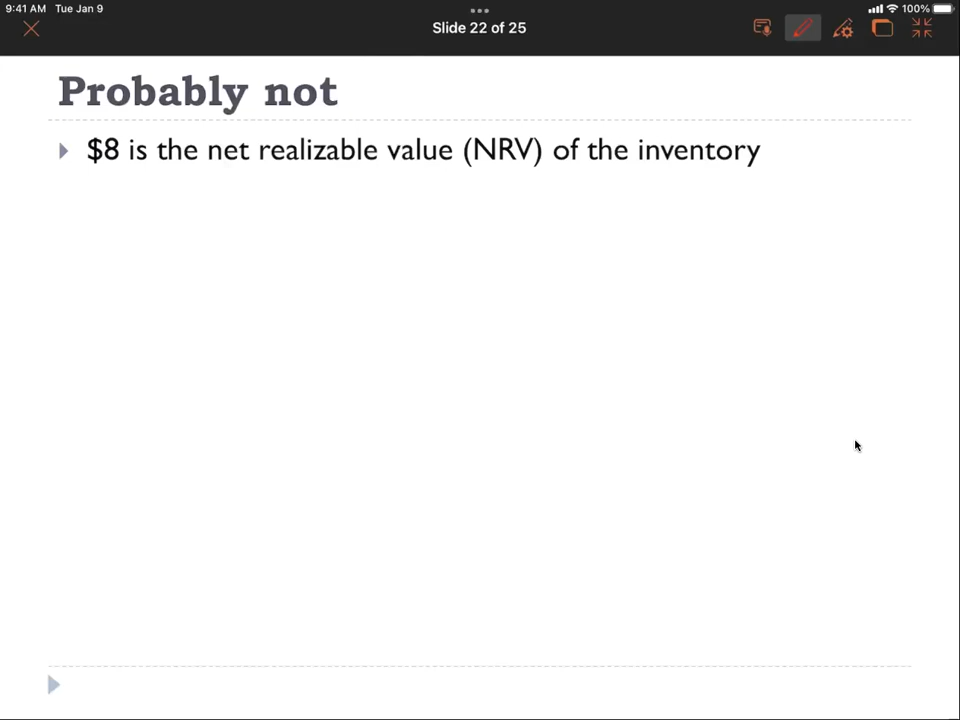 9:41 AM Tue Jan 9
100%
Slide 22 of 25
Probably not
$8 is the net realizable value (NRV) of the inventory